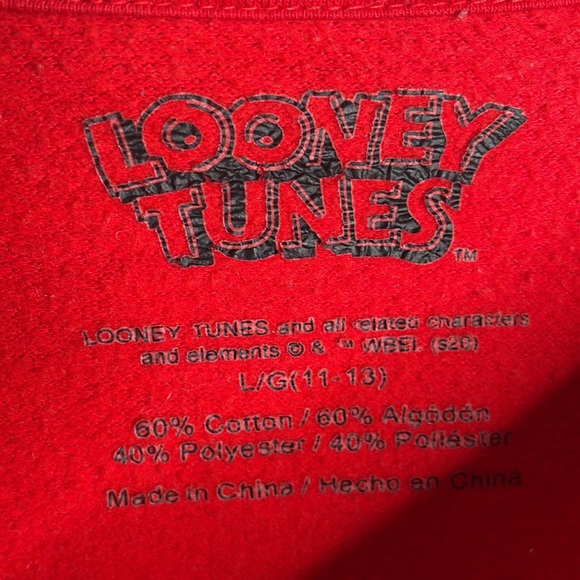 LOONEY
TUNES
TM
LOONEY TUNES and all related characters
and elements © & ™ WBEI. (s20)
L/G(11-13)
60% Cotton / 60% Algodón
40% Polyester / 40% Poliéster
Made in China / Hecho en China